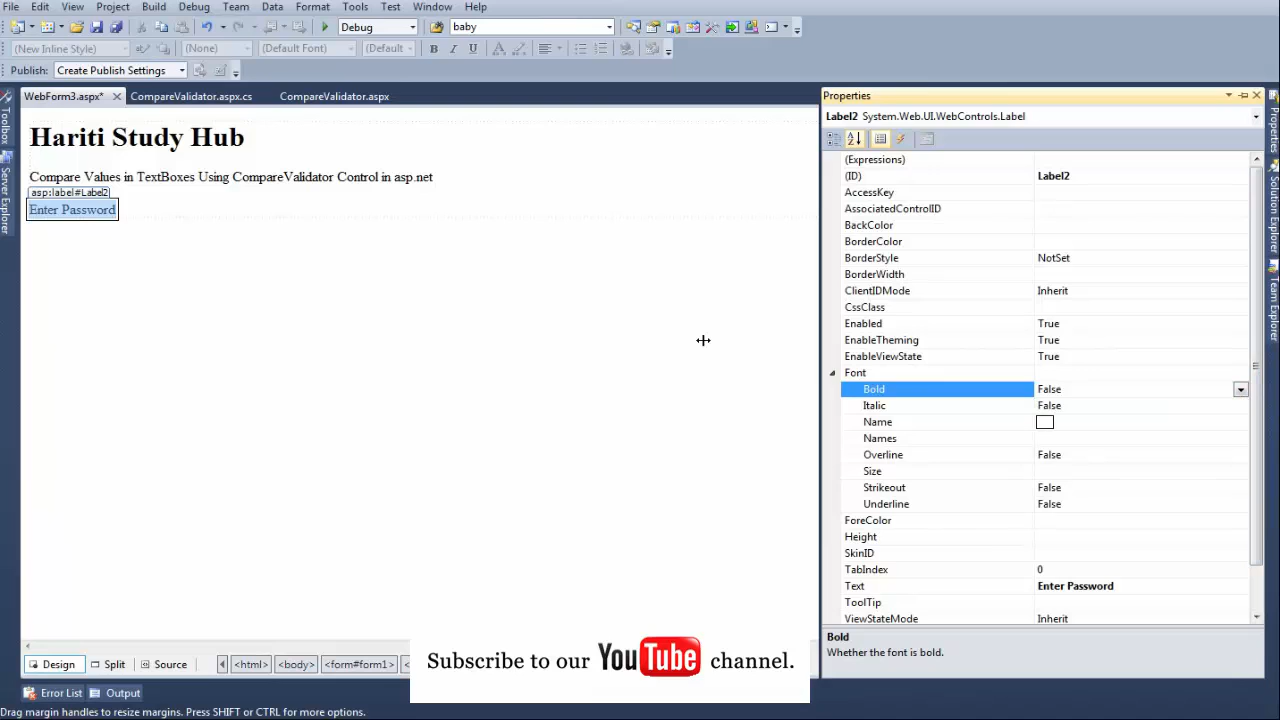 File Edit View Project Build Debug Team Data Format Tools Test Window Help
Debug baby
(New Inline Style) (None) (Default Font) (Default B I U A
Publish: Create Publish Settings
WebForm3.aspx* CompareValidator.aspx.cs CompareValidator.aspx
Toolbox
Server Explorer
Hariti Study Hub
Compare Values in TextBoxes Using CompareValidator Control in asp.net
asp:label#Label2
Enter Password
Properties
Label2 System.Web.UI.WebControls.Label
(Expressions)
(ID) Label2
AccessKey
AssociatedControlID
BackColor
BorderColor
BorderStyle NotSet
BorderWidth
ClientIDMode Inherit
CssClass
Enabled True
EnableTheming True
EnableViewState True
Font
Bold False
Italic False
Name
Names
Overline False
Size
Strikeout False
Underline False
ForeColor
Height
SkinID
TabIndex 0
Text Enter Password
ToolTip
ViewStateMode Inherit
Bold
Whether the font is bold.
Properties
Solution Explorer
Team Explorer
Design Split Source <html> <body> <form#form1> <
Subscribe to our YouTube channel.
Error List Output
Drag margin handles to resize margins. Press SHIFT or CTRL for more options.